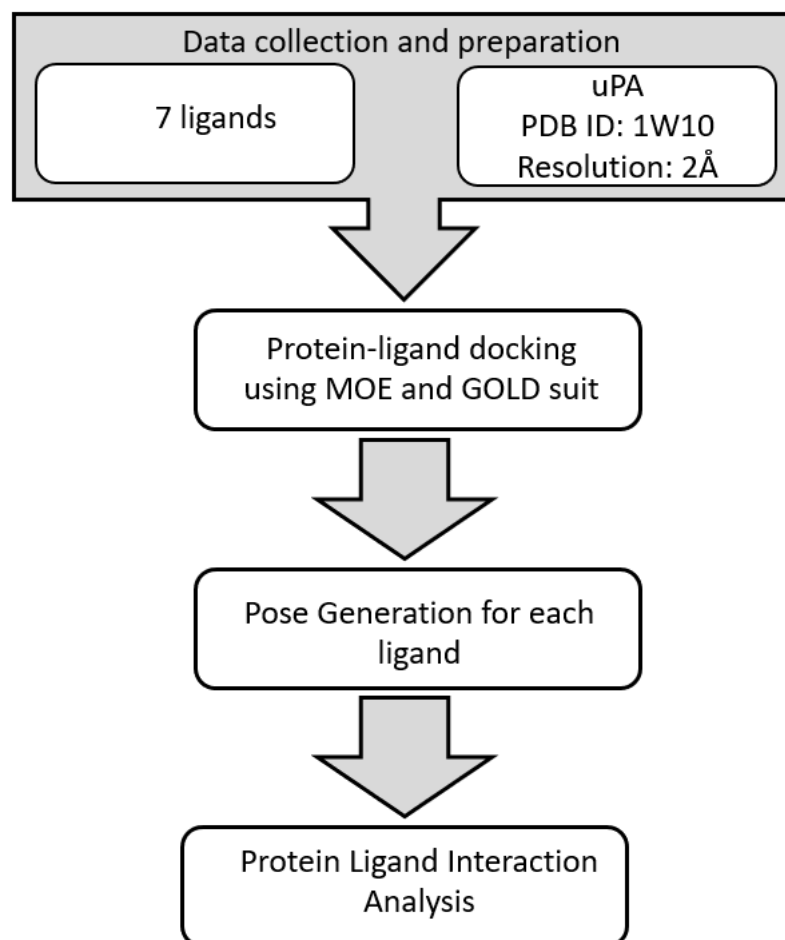 Data collection and preparation
7 ligands
uPA
PDB ID: 1W10
Resolution: 2Å
Protein-ligand docking
using MOE and GOLD suit
Pose Generation for each
ligand
Protein Ligand Interaction
Analysis